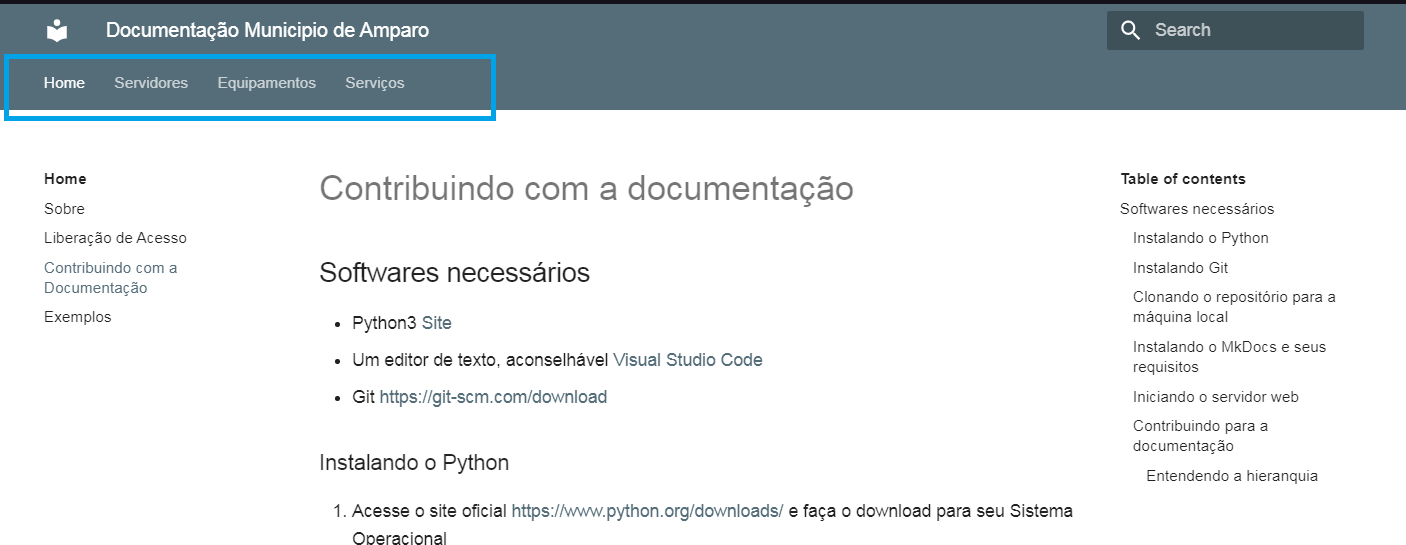 Documentação Municipio de Amparo
Search
Home Servidores Equipamentos Serviços
Home
Sobre
Liberação de Acesso
Contribuindo com a
Documentação
Exemplos
Contribuindo com a documentação
Softwares necessários
• Python3 Site
• Um editor de texto, aconselhável Visual Studio Code
• Git https://git-scm.com/download
Instalando o Python
1. Acesse o site oficial https://www.python.org/downloads/ e faça o download para seu Sistema
Operacional
Table of contents
Softwares necessários
Instalando o Python
Instalando Git
Clonando o repositório para a
máquina local
Instalando o MkDocs e seus
requisitos
Iniciando o servidor web
Contribuindo para a
documentação
Entendendo a hieranquia